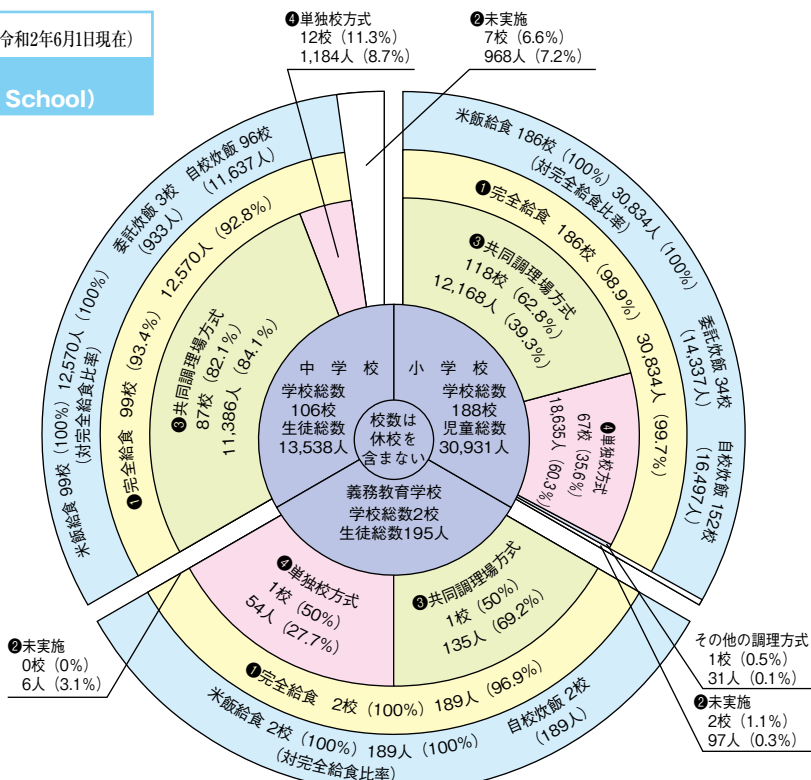 令和2年6月1日現在)
School)
❹単独校方式
12校（11.3%）
1,184人（8.7%）
❷未実施
7校（6.6%）
968人（7.2%）
委託炊飯 3校 自校炊飯 96校
（933人） （11,637人）
米飯給食 99校（100%）12,570人（100%）
（対完全給食比率）
❶完全給食 99校（93.4%）12,570人（92.8%）
❸共同調理場方式
87校（82.1%）
11,386人（84.1%）
米飯給食 186校（100%）30,834人（100%）
（対完全給食比率）
委託炊飯 34校
（14,337人）
自校炊飯 152校
（16,497人）
❶完全給食 186校（98.9%）30,834人（99.7%）
❸共同調理場方式
118校（62.8%）
12,168人（39.3%）
❹単独校方式
67校（35.6%）
18,635人（60.3%）
中学校
学校総数
106校
生徒総数
13,538人
小学校
学校総数
188校
児童総数
30,931人
校数は
休校を
含まない
義務教育学校
学校総数2校
生徒総数195人
❹単独校方式
1校（50%）
54人（27.7%）
❸共同調理場方式
1校（50%）
135人（69.2%）
❶完全給食 2校（100%）189人（96.9%）
米飯給食 2校（100%）189人（100%）
（対完全給食比率）
自校炊飯 2校
（189人）
❷未実施
0校（0%）
6人（3.1%）
その他の調理方式
1校（0.5%）
31人（0.1%）
❷未実施
2校（1.1%）
97人（0.3%）